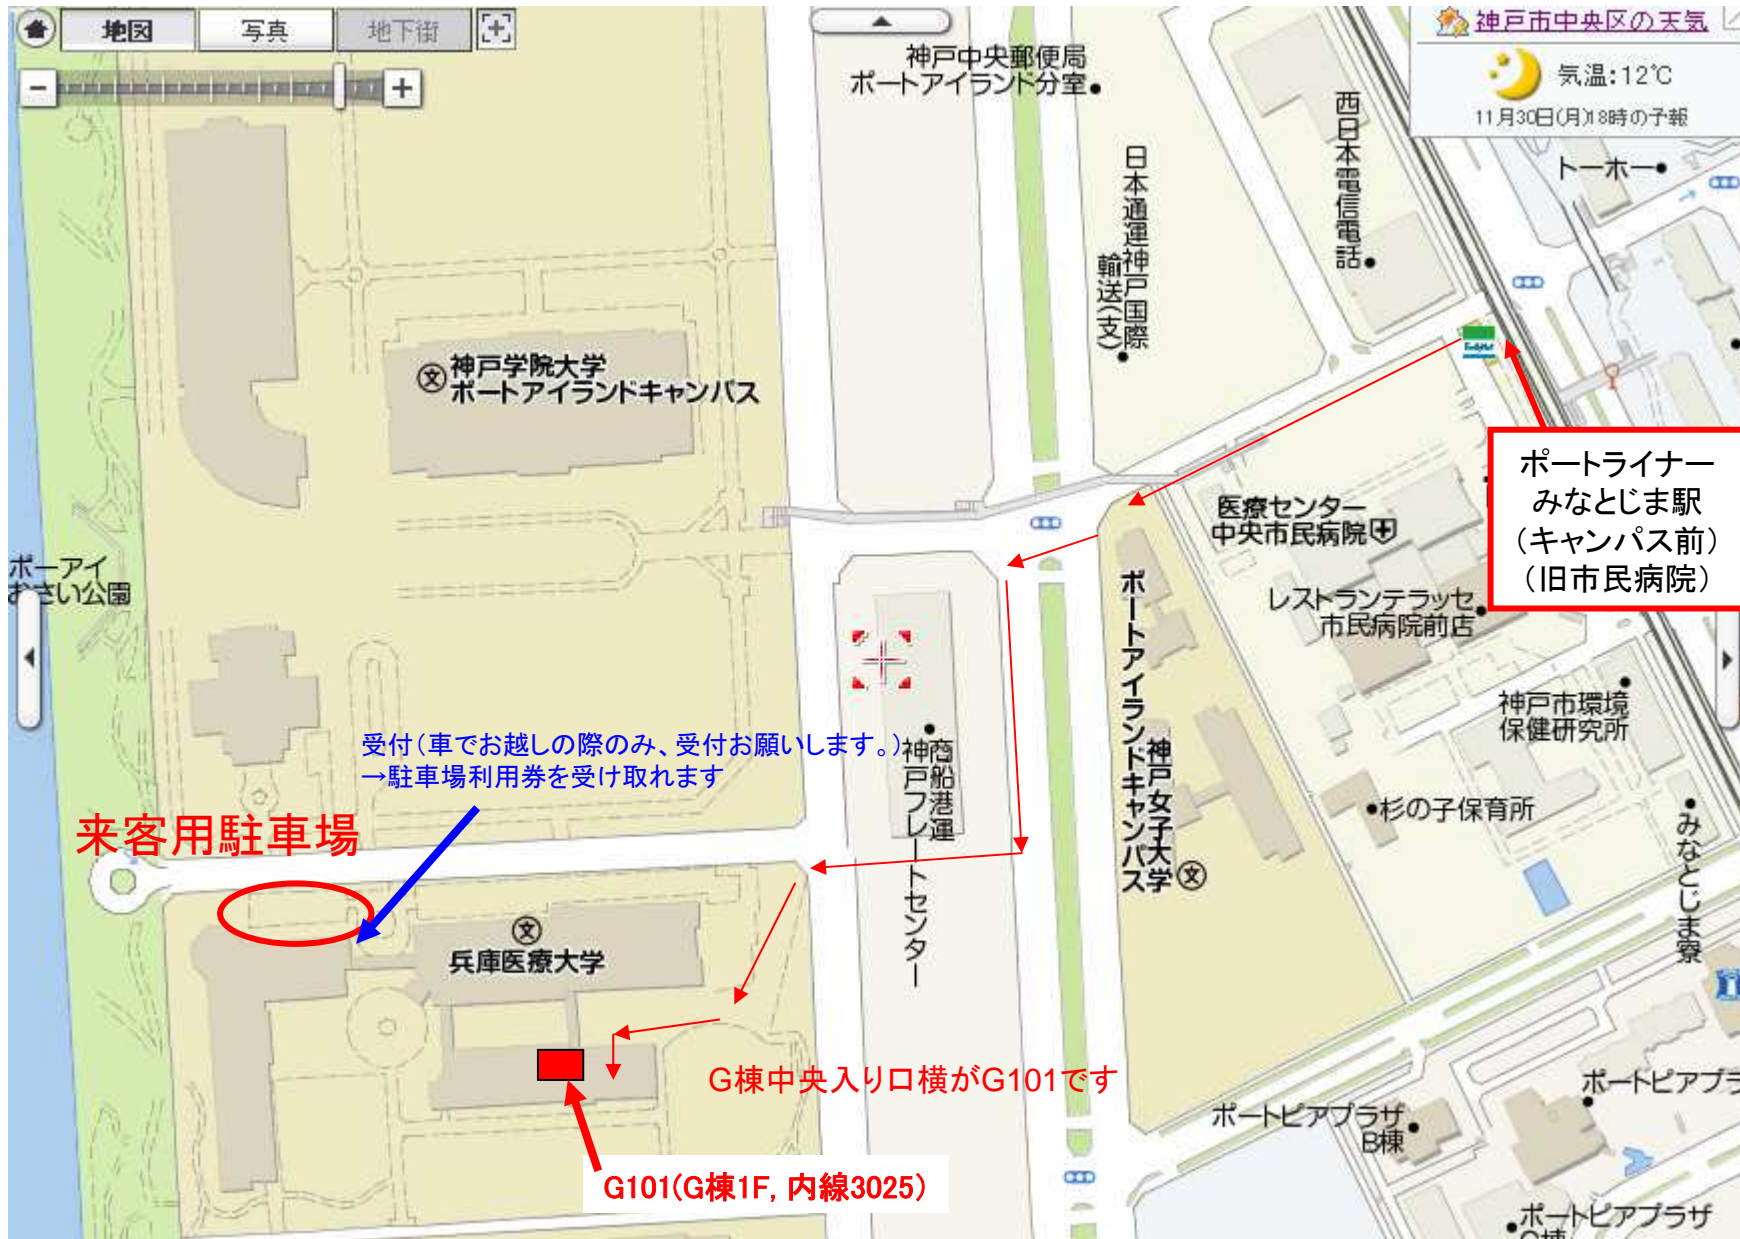 地図
写真
地下街
神戸市中央区の天気
気温:12℃
11月30日(月)18時の予報
神戸中央郵便局
ポートアイランド分室
西日本電信電話
トーホー
日本通運神戸国際
輸送(支)
神戸学院大学
ポートアイランドキャンパス
ポートライナー
みなとじま駅
(キャンパス前)
(旧市民病院)
医療センター
中央市民病院
ポーアイ
おさい公園
レストランテラッセ
市民病院前店
ポートアイランドキャンパス
神戸女子大学
神戸市環境
保健研究所
受付(車でお越しの際のみ、受付お願いします。)
→駐車場利用券を受け取れます
商船港運
神戸フレートセンター
杉の子保育所
みなとじま寮
来客用駐車場
兵庫医療大学
G棟中央入り口横がG101です
ポートピアプラ
ポートピアプラザ
B棟
G101(G棟1F, 内線3025)
ポートピアプラザ